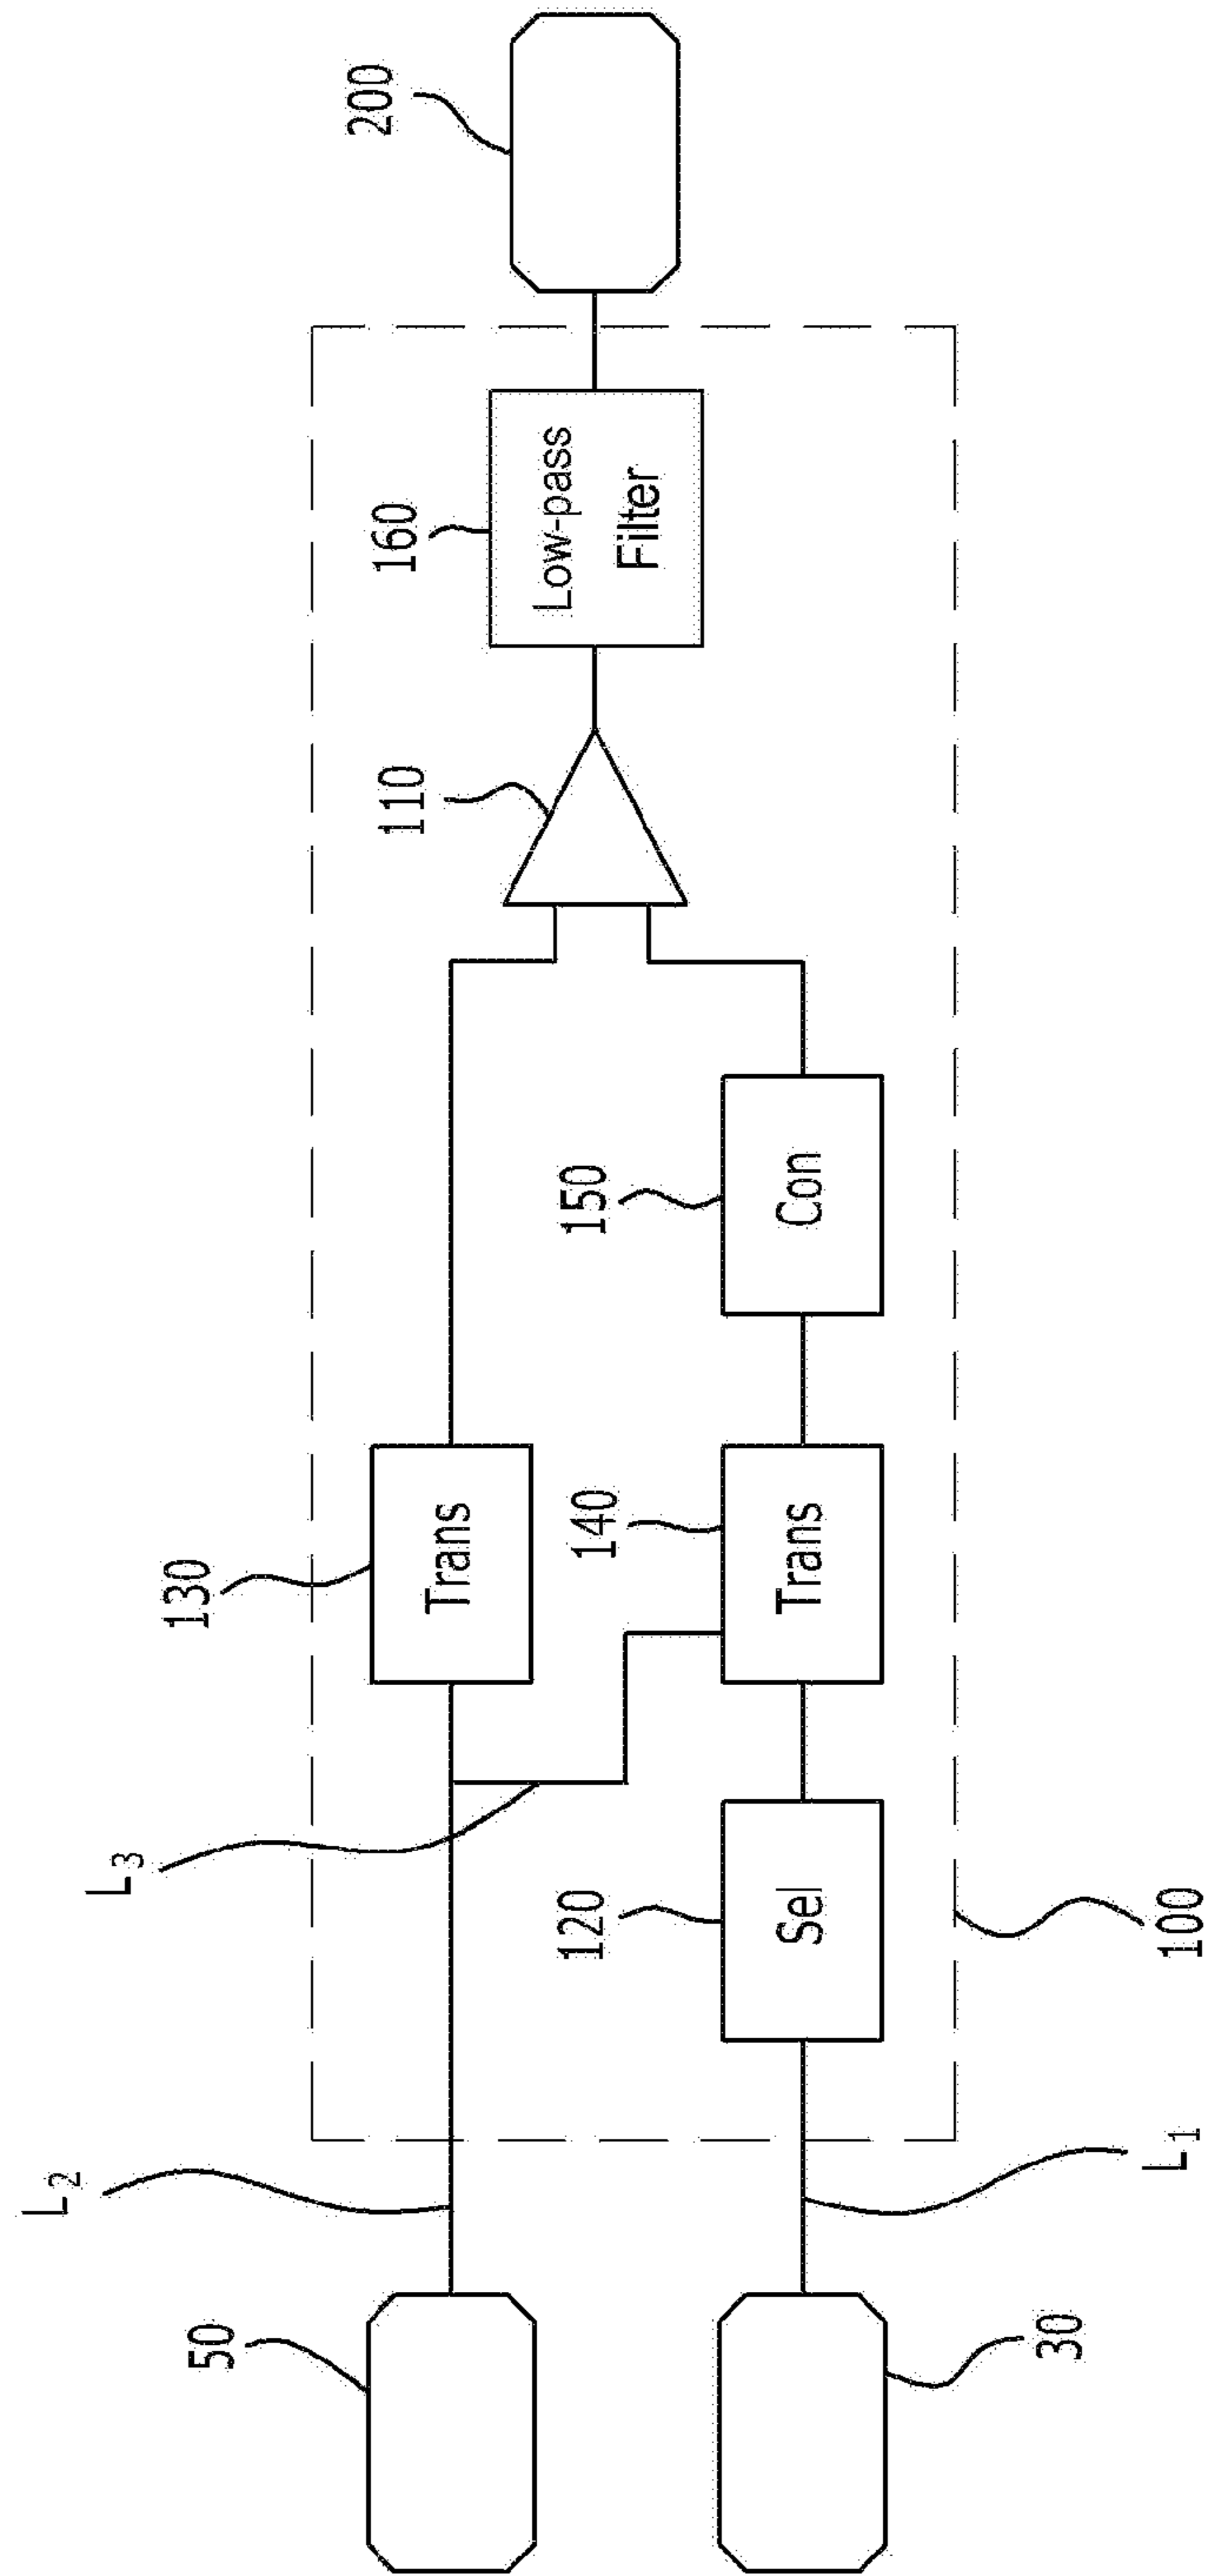 L2
L3
130
50
Trans
140
110
160
200
Low-pass
Filter
120
150
Sel
Trans
Con
30
L1
100